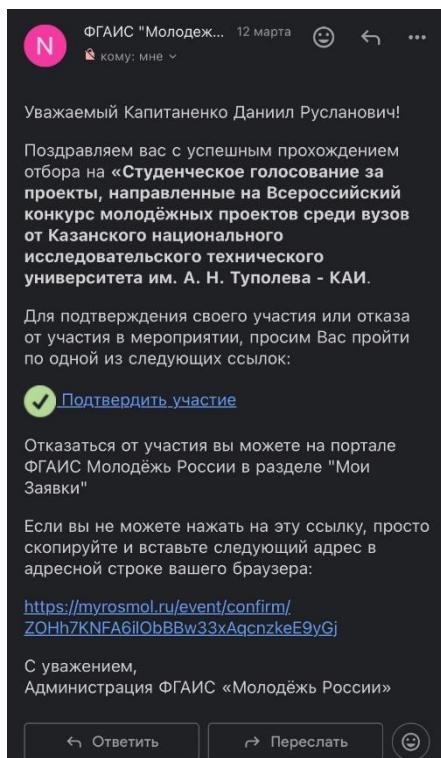 N
ФГАИС "Молодеж... 12 марта
кому: мне
Уважаемый Капитаненко Даниил Русланович!
Поздравляем вас с успешным прохождением
отбора на «Студенческое голосование за
проекты, направленные на Всероссийский
конкурс молодёжных проектов среди вузов
от Казанского национального
исследовательского технического
университета им. А. Н. Туполева - КАИ.
Для подтверждения своего участия или отказа
от участия в мероприятии, просим Вас пройти
по одной из следующих ссылок:
Подтвердить участие
Отказаться от участия вы можете на портале
ФГАИС Молодёжь России в разделе "Мои
Заявки"
Если вы не можете нажать на эту ссылку, просто
скопируйте и вставьте следующий адрес в
адресной строке вашего браузера:
https://myrosmol.ru/event/confirm/
ZOHh7KNFA6ilObBBw33xAqcnzkeE9yGj
С уважением,
Администрация ФГАИС «Молодёжь России»
Ответить Переслать